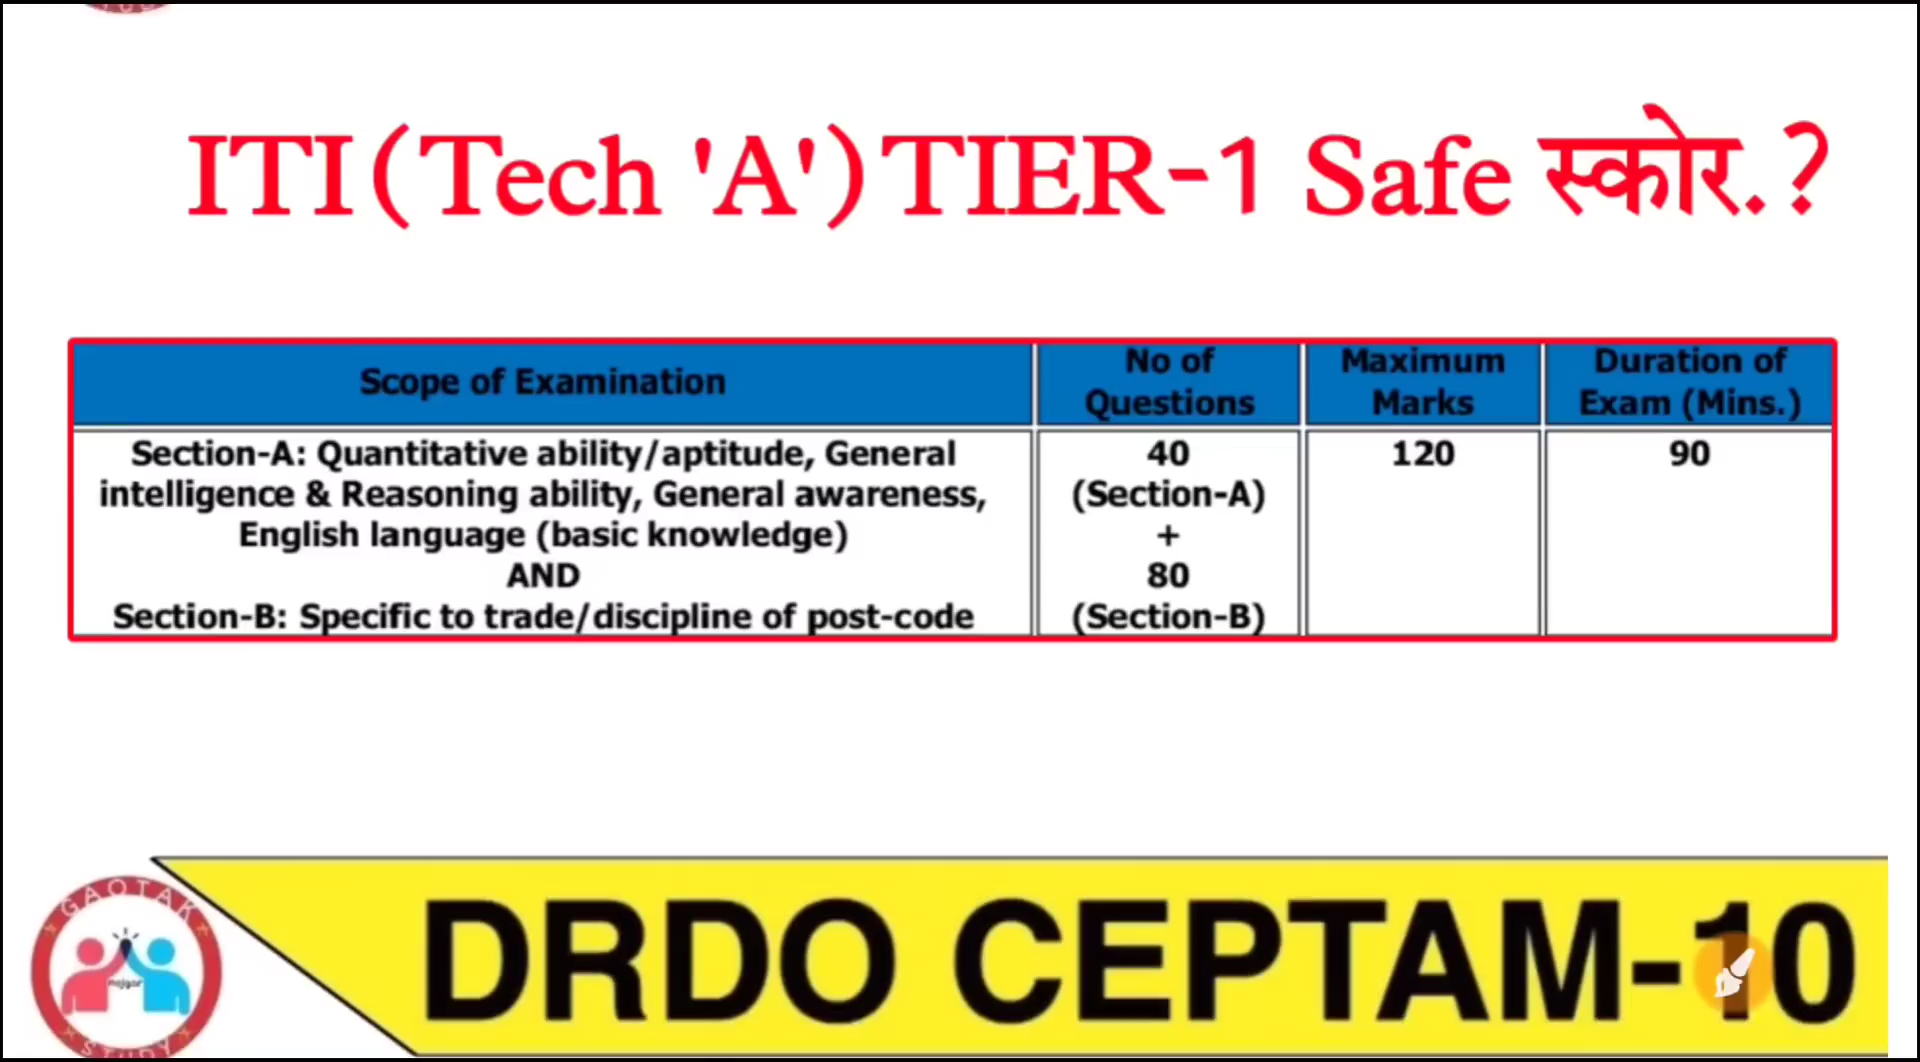 ITI(Tech 'A')TIER-1 Safe स्कोर.?
Scope of Examination
No of
Questions
Maximum
Marks
Duration of
Exam (Mins.)
Section-A: Quantitative ability/aptitude, General
intelligence & Reasoning ability, General awareness,
English language (basic knowledge)
AND
Section-B: Specific to trade/discipline of post-code
40
(Section-A)
+
80
(Section-B)
120
90
GAOTAK
STUDY
DRDO CEPTAM-10